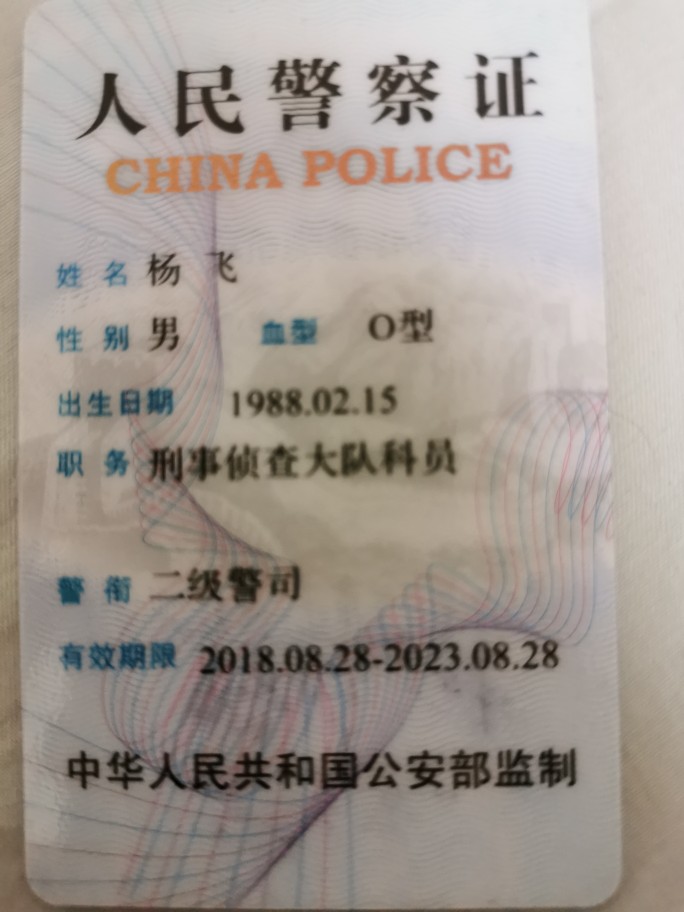 人民警察证
CHINA POLICE
姓名 杨飞
性别 男 血型 O型
出生日期 1988.02.15
职务 刑事侦查大队科员
警衔 二级警司
有效期限 2018.08.28-2023.08.28
中华人民共和国公安部监制